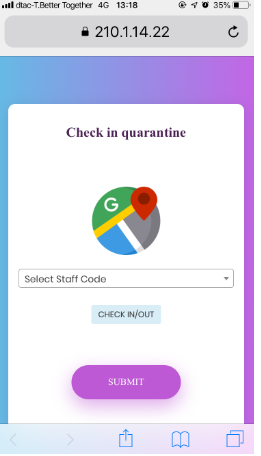 dtac-T.Better Together 4G 13:18 35%
210.1.14.22
Check in quarantine
G
Select Staff Code
CHECK IN/OUT
SUBMIT